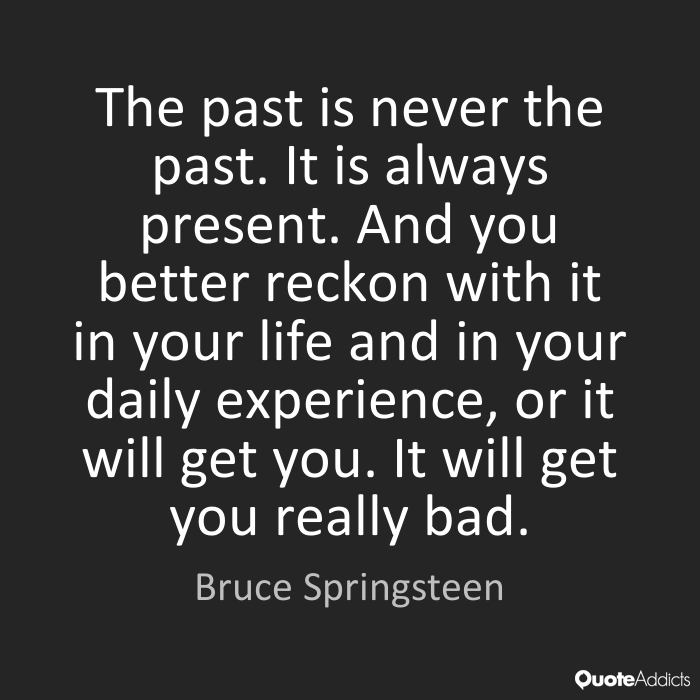 The past is never the
past. It is always
present. And you
better reckon with it
in your life and in your
daily experience, or it
will get you. It will get
you really bad.
Bruce Springsteen
QuoteAddicts